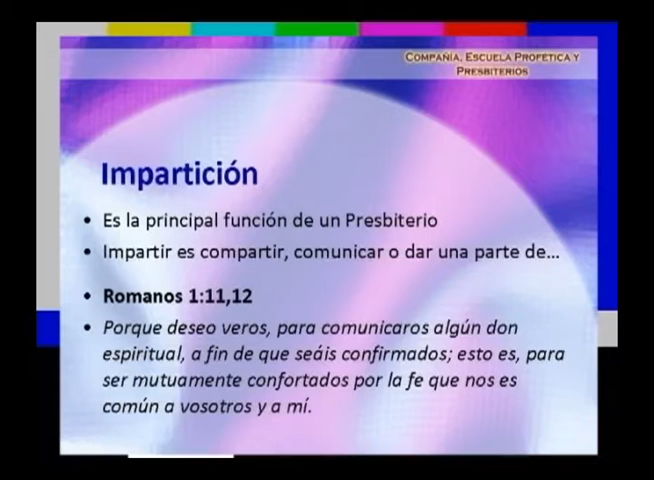 COMPAÑÍA, ESCUELA PROFETICA Y
PRESBITERIOS
Impartición
• Es la principal función de un Presbiterio
• Impartir es compartir, comunicar o dar una parte de...
• Romanos 1:11,12
• Porque deseo veros, para comunicaros algún don
espiritual, a fin de que seáis confirmados; esto es, para
ser mutuamente confortados por la fe que nos es
común a vosotros y a mí.